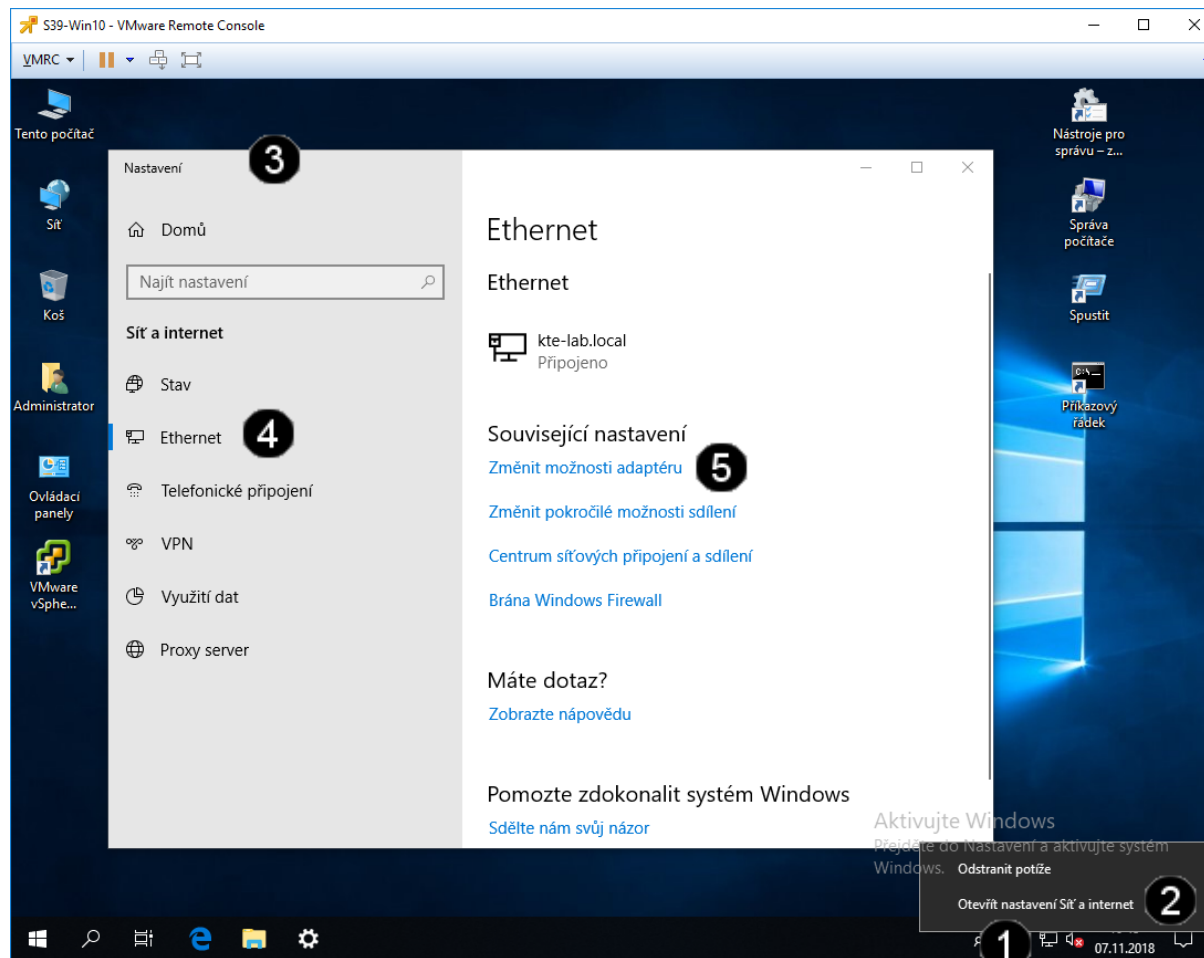 S39-Win10 - VMware Remote Console
VMRC
Tento počítač
Síť
Koš
Administrator
Ovládací
panely
VMware
vSphe...
Nástroje pro
správu – z...
Správa
počítače
Spustit
Příkazový
řádek
Nastavení
3
Domů
Najít nastavení
Síť a internet
Stav
Ethernet
4
Telefonické připojení
VPN
Využití dat
Proxy server
Ethernet
Ethernet
kte-lab.local
Připojeno
Související nastavení
Změnit možnosti adaptéru
5
Změnit pokročilé možnosti sdílení
Centrum síťových připojení a sdílení
Brána Windows Firewall
Máte dotaz?
Zobrazte nápovědu
Pomozte zdokonalit systém Windows
Sdělte nám svůj názor
Aktivujte Windows
Přejděte do Nastavení a aktivujte systém
Windows.
Odstranit potíže
Otevřít nastavení Síť a internet
2
1
07.11.2018